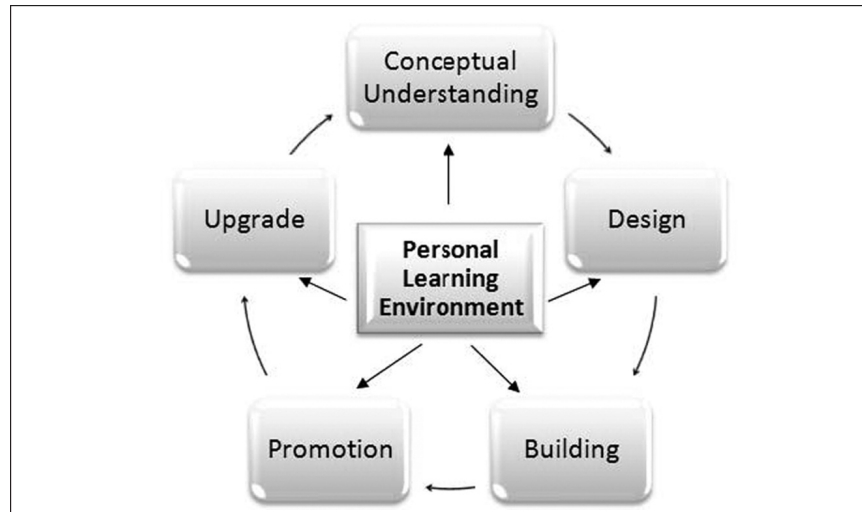 Conceptual
Understanding
Upgrade
Design
Personal
Learning
Environment
Promotion
Building